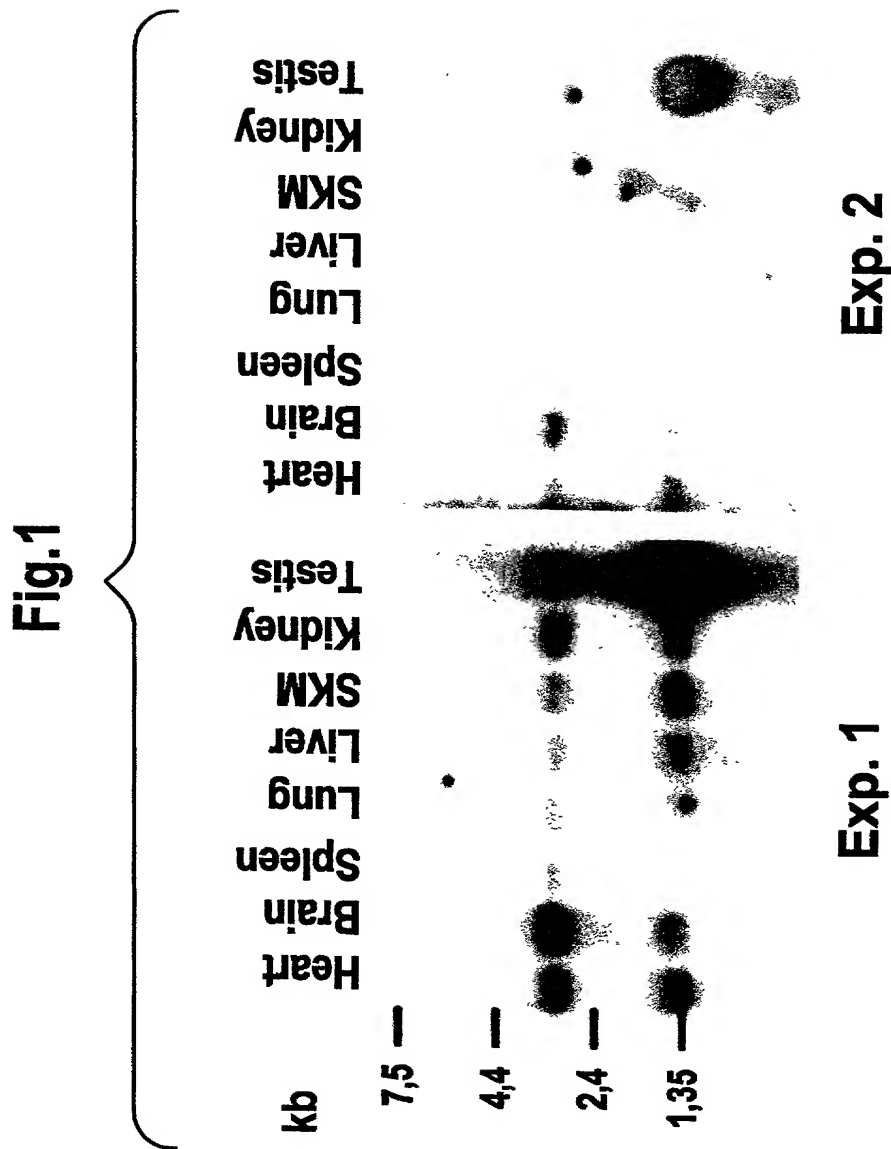 Fig.1
Heart
Brain
Spleen
Lung
Liver
SKM
Kidney
Testis
Heart
Brain
Spleen
Lung
Liver
SKM
Kidney
Testis
kb
7,5
4,4
2,4
1,35
Exp. 1
Exp. 2